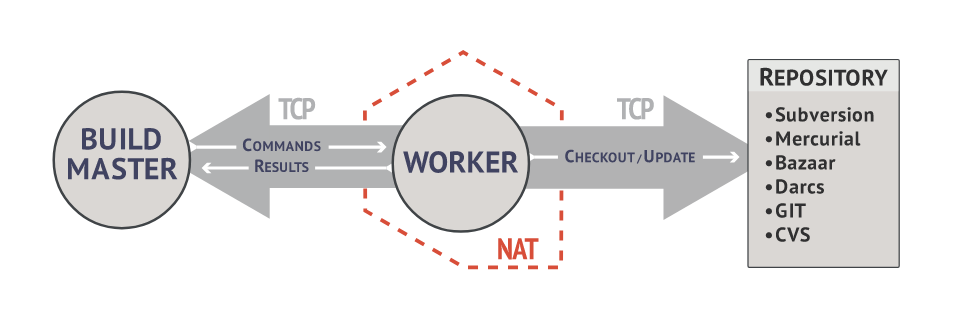 BUILD
MASTER
TCP
COMMANDS
RESULTS
WORKER
NAT
TCP
CHECKOUT/UPDATE
REPOSITORY
•Subversion
•Mercurial
•Bazaar
•Darcs
•GIT
•CVS